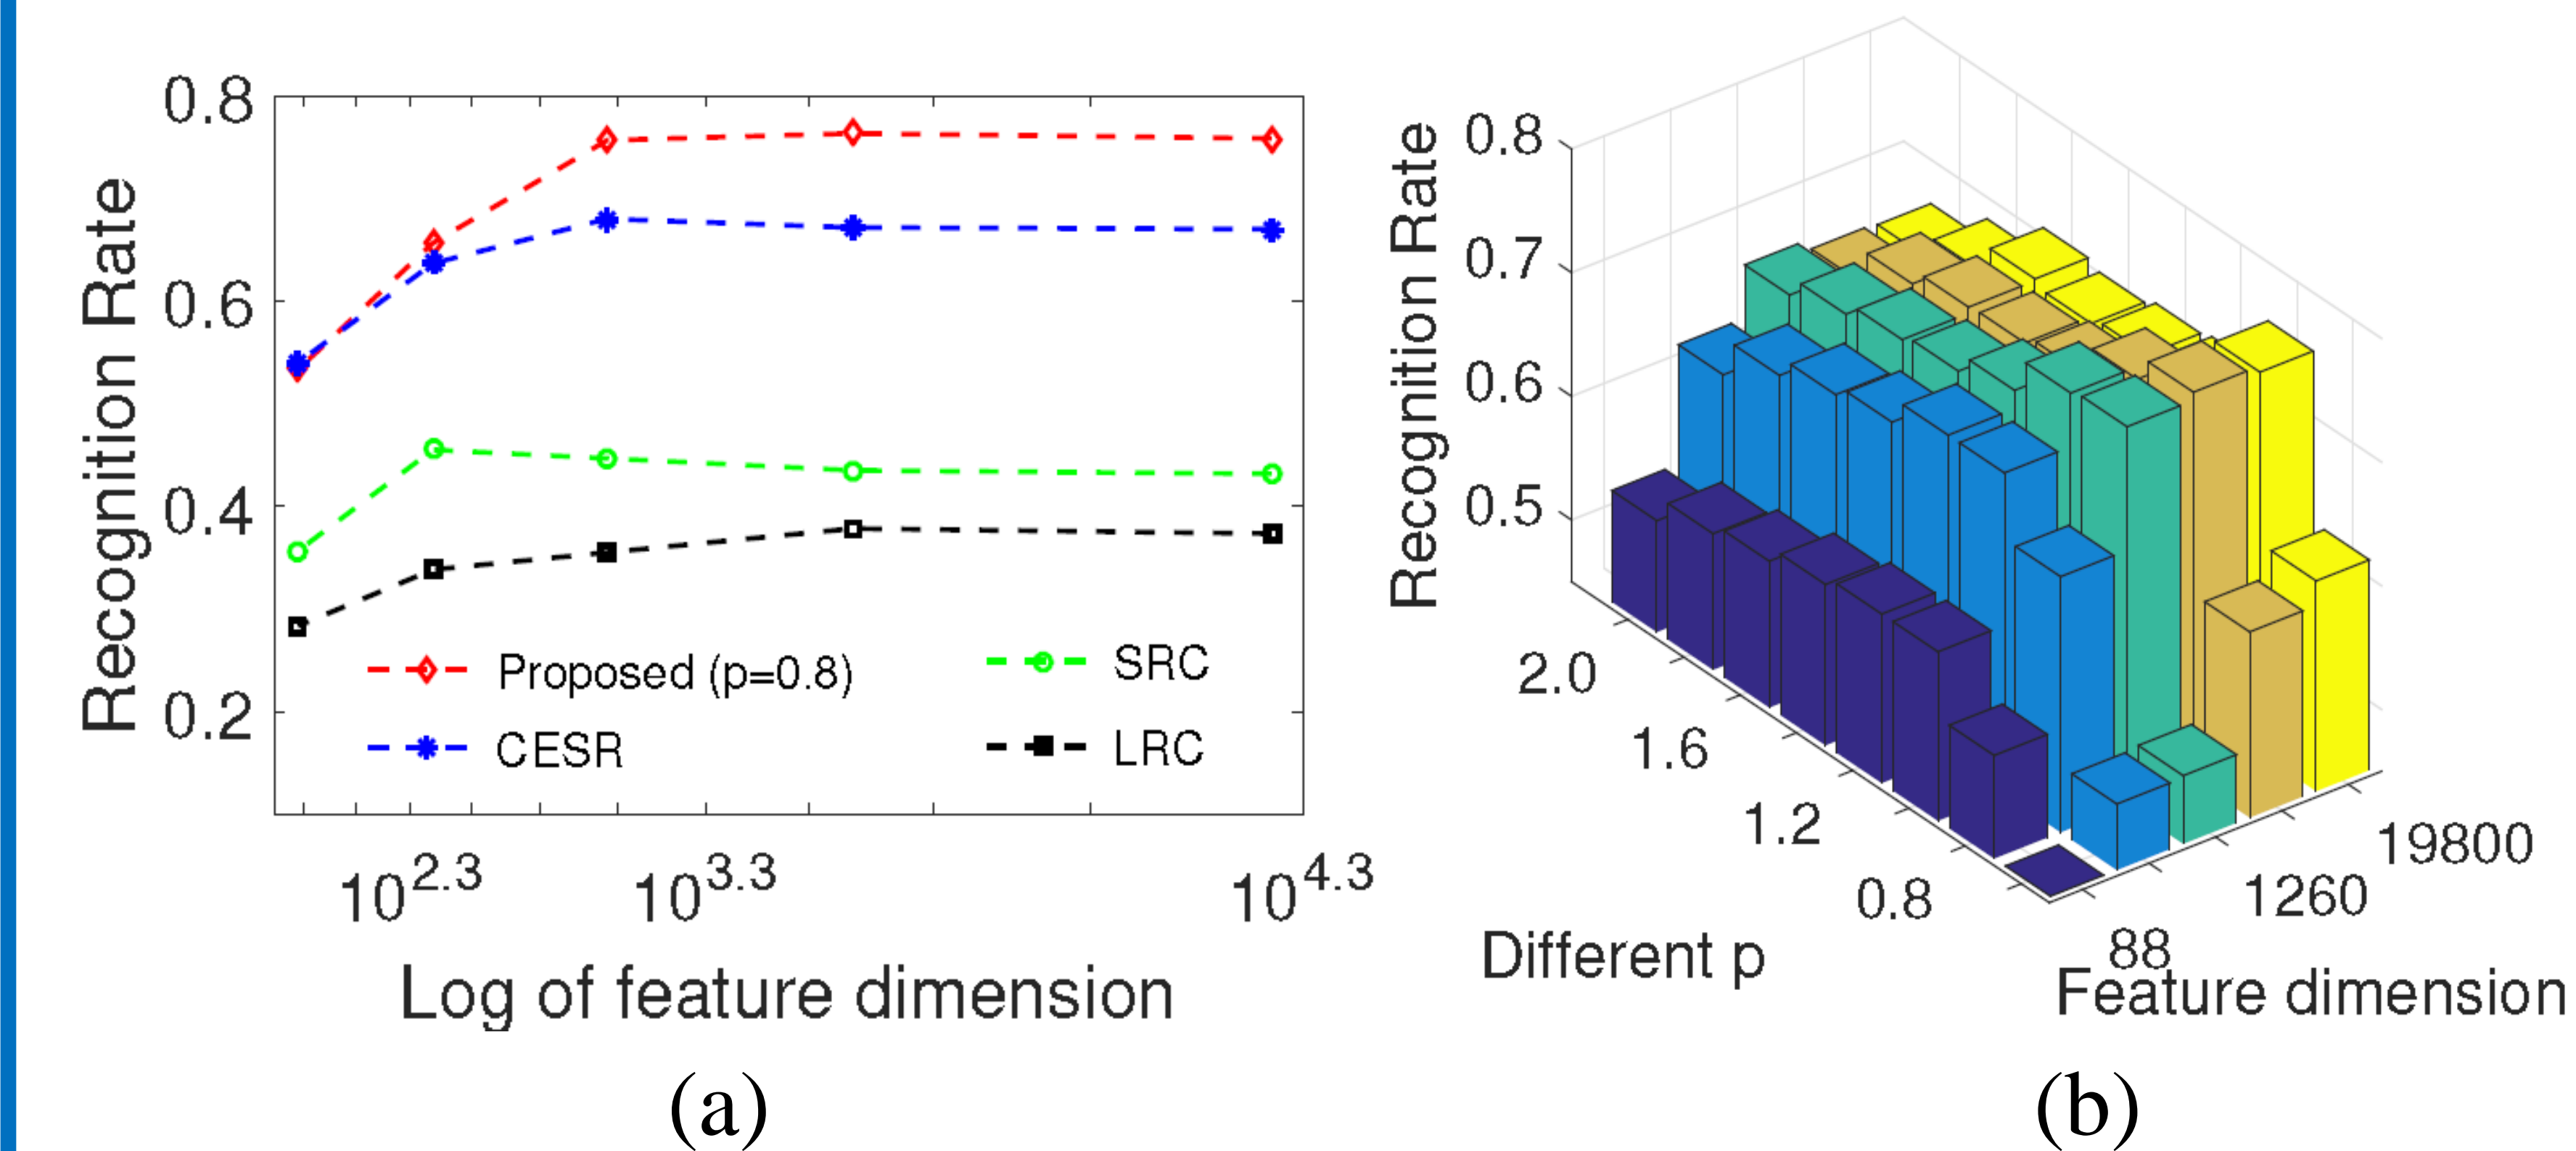 Recognition Rate
0.8
0.6
0.4
0.2
Proposed (p=0.8)
CESR
SRC
LRC
10^2.3
10^3.3
10^4.3
Log of feature dimension
(a)
Recognition Rate
0.8
0.7
0.6
0.5
2.0
1.6
1.2
0.8
Different p
88
1260
19800
Feature dimension
(b)